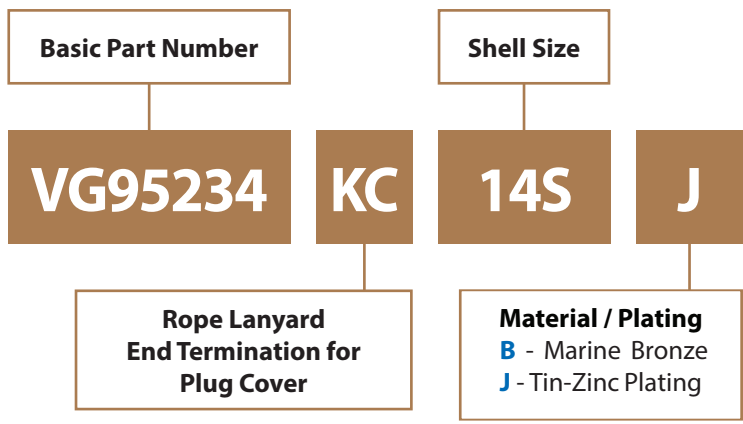 Basic Part Number
Shell Size
VG95234 KC 14S J
Rope Lanyard
End Termination for
Plug Cover
Material / Plating
B - Marine Bronze
J - Tin-Zinc Plating